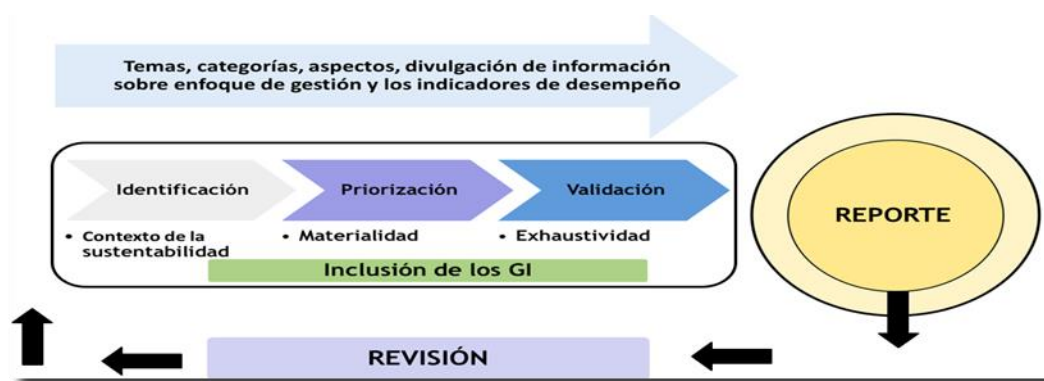 Temas, categorías, aspectos, divulgación de información
sobre enfoque de gestión y los indicadores de desempeño
Identificación
Priorización
Validación
• Contexto de la
sustentabilidad
• Materialidad
• Exhaustividad
Inclusión de los GI
REPORTE
REVISIÓN